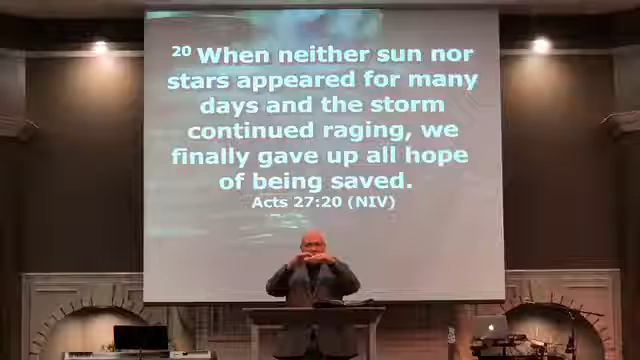 20 When neither sun nor
stars appeared for many
days and the storm
continued raging, we
finally gave up all hope
of being saved.
Acts 27:20 (NIV)